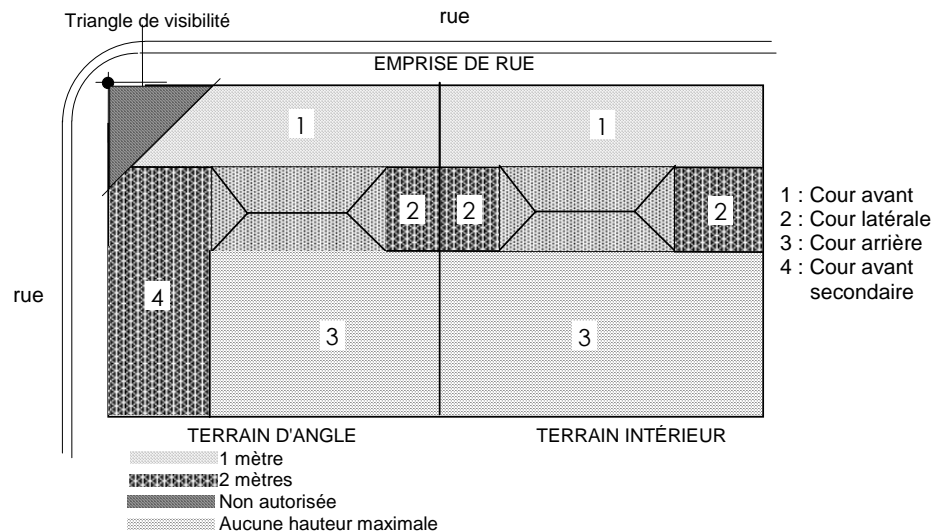 Triangle de visibilité
rue
EMPRISE DE RUE
1
1
2
2
2
1 : Cour avant
2 : Cour latérale
3 : Cour arrière
4 : Cour avant
secondaire
rue
4
3
3
TERRAIN D'ANGLE
TERRAIN INTÉRIEUR
1 mètre
2 mètres
Non autorisée
Aucune hauteur maximale